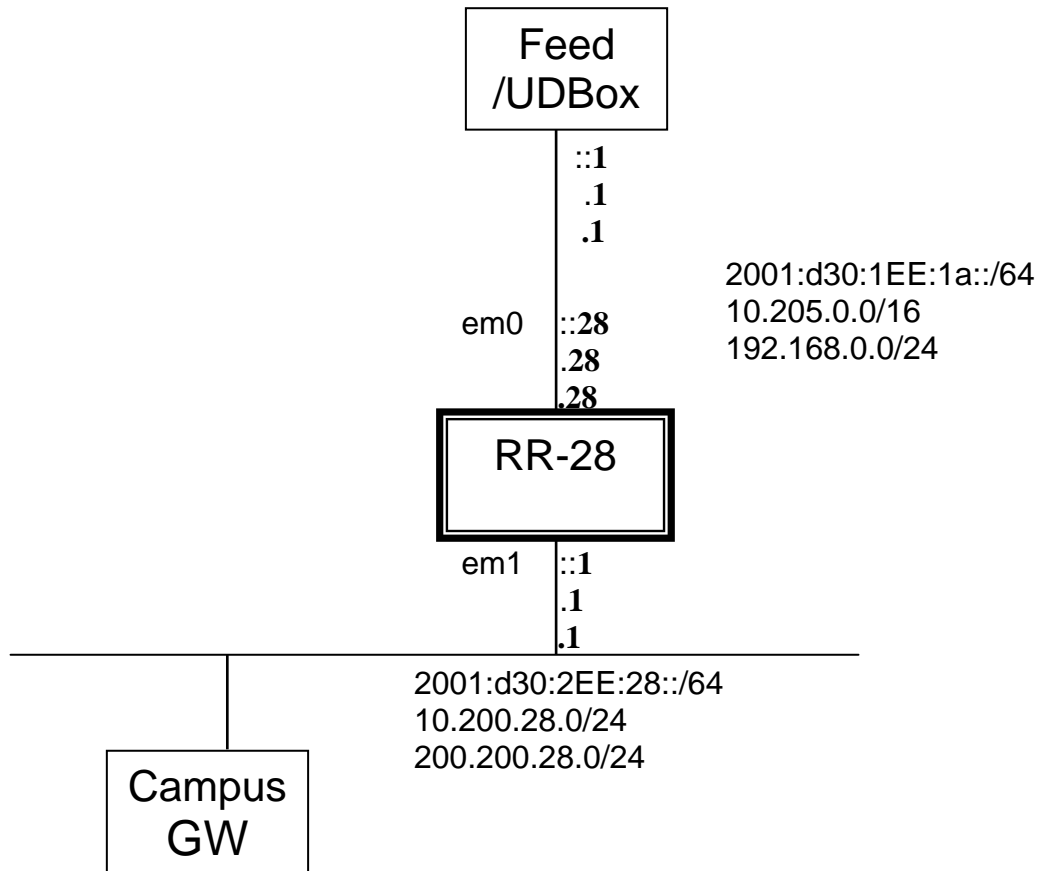 Feed
/UDBox
::1
.1
.1
2001:d30:1EE:1a::/64
10.205.0.0/16
192.168.0.0/24
em0
::28
.28
.28
RR-28
em1
::1
.1
.1
2001:d30:2EE:28::/64
10.200.28.0/24
200.200.28.0/24
Campus
GW